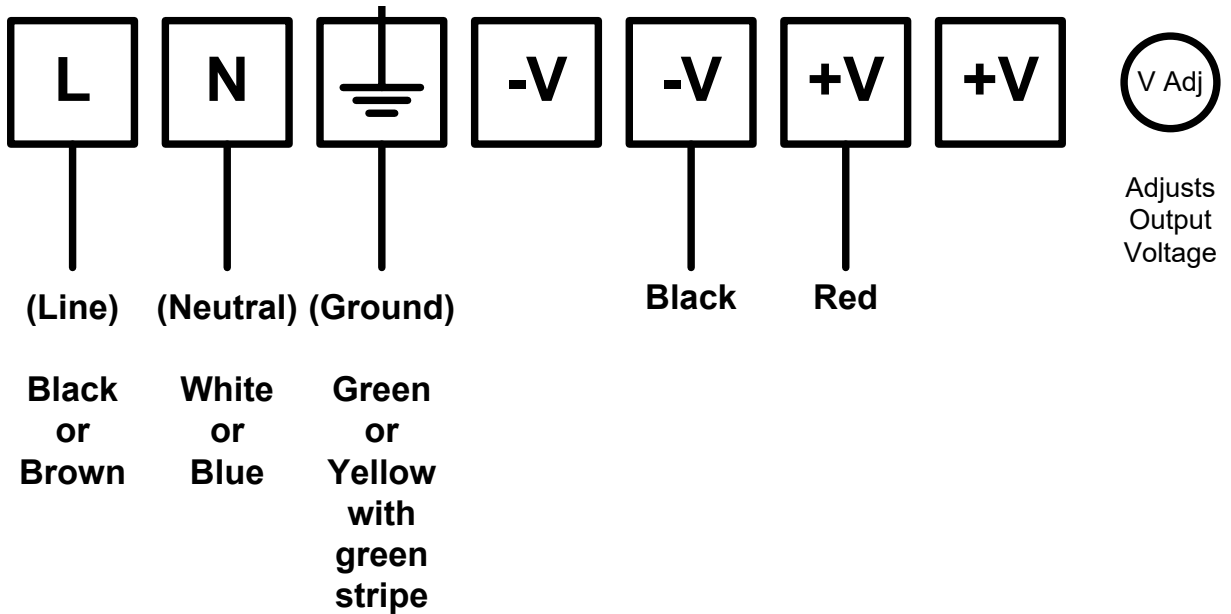 L N -V -V +V +V V Adj
Adjusts
Output
Voltage
(Line) (Neutral) (Ground) Black Red
Black
or
Brown
White
or
Blue
Green
or
Yellow
with
green
stripe